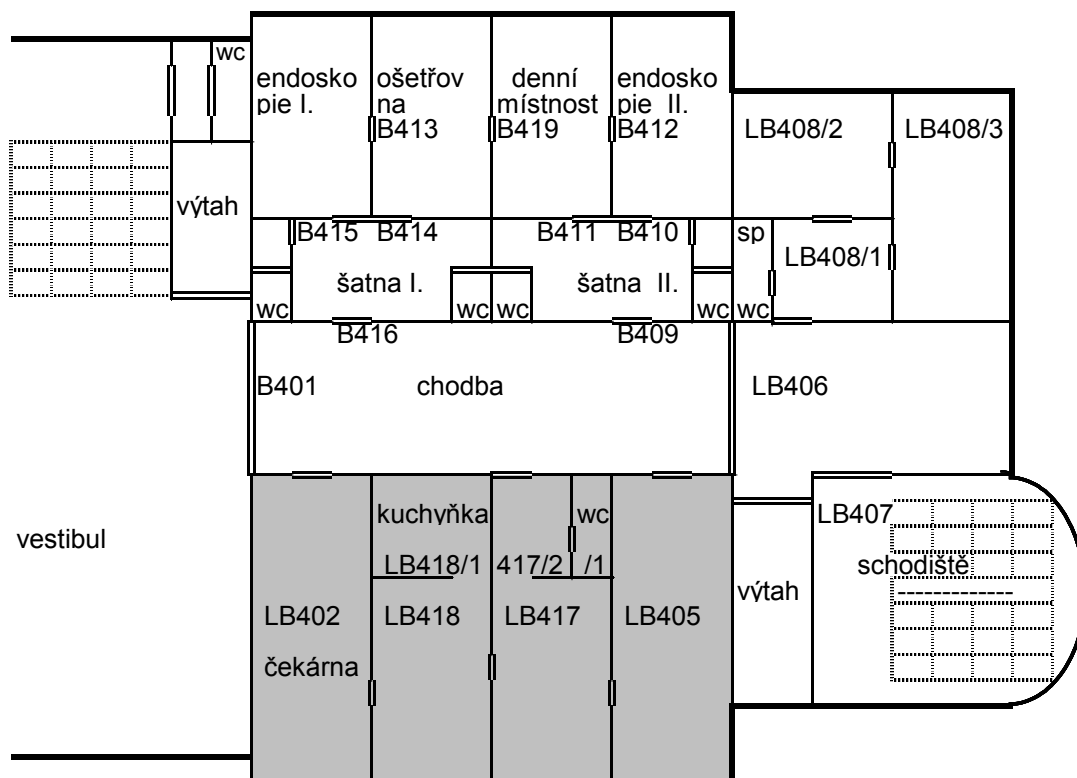 wc
endosko
pie I.
ošetřov
na
B413
denní
místnost
B419
endosko
pie II.
B412
LB408/2
LB408/3
výtah
B415
B414
B411
B410
sp
LB408/1
šatna I.
šatna II.
wc
wc
wc
wc
wc
B416
B409
B401
chodba
LB406
vestibul
kuchyňka
wc
LB407
LB418/1
417/2
/1
schodiště
výtah
--------------
LB402
LB418
LB417
LB405
čekárna